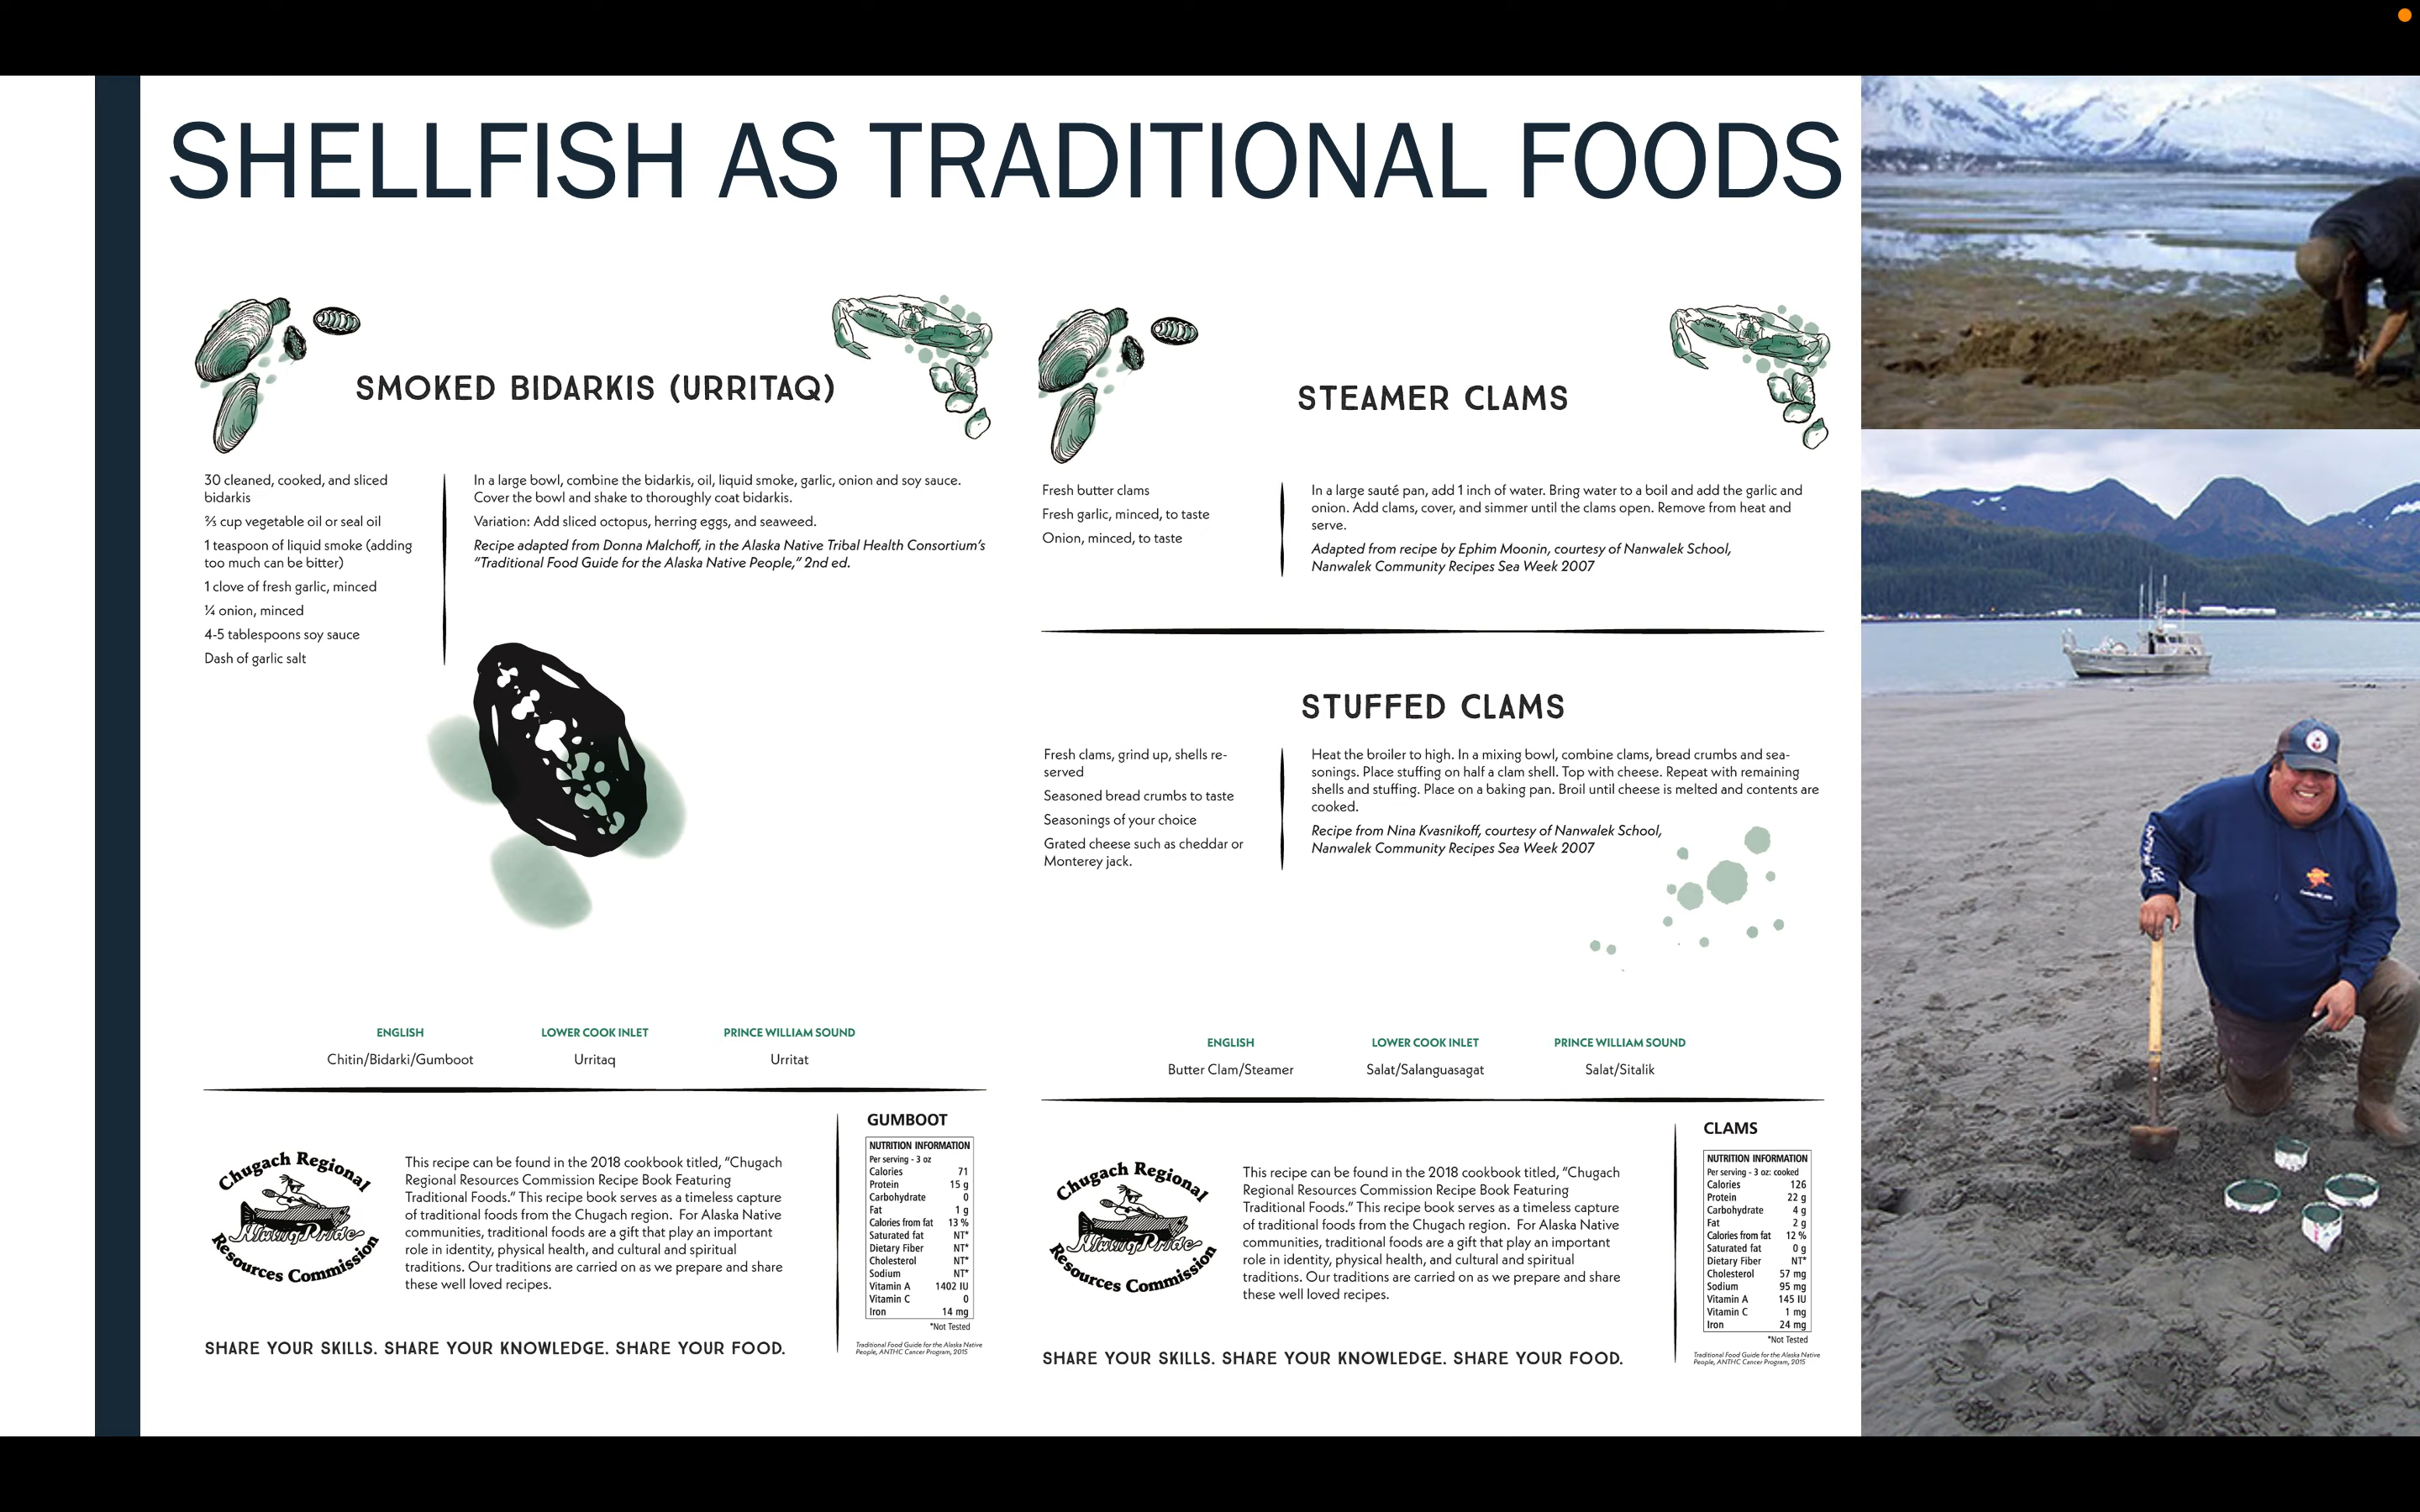 SHELLFISH AS TRADITIONAL FOODS
SMOKED BIDARKIS (URRITAQ)
30 cleaned, cooked, and sliced
bidarkis
⅔ cup vegetable oil or seal oil
1 teaspoon of liquid smoke (adding
too much can be bitter)
1 clove of fresh garlic, minced
¼ onion, minced
4-5 tablespoons soy sauce
Dash of garlic salt
In a large bowl, combine the bidarkis, oil, liquid smoke, garlic, onion and soy sauce.
Cover the bowl and shake to thoroughly coat bidarkis.
Variation: Add sliced octopus, herring eggs, and seaweed.
Recipe adapted from Donna Malchoff, in the Alaska Native Tribal Health Consortium's
"Traditional Food Guide for the Alaska Native People," 2nd ed.
ENGLISH LOWER COOK INLET PRINCE WILLIAM SOUND
Chitin/Bidarki/Gumboot Urritaq Urritat
Chugach Regional
Resources Commission
This recipe can be found in the 2018 cookbook titled, "Chugach
Regional Resources Commission Recipe Book Featuring
Traditional Foods." This recipe book serves as a timeless capture
of traditional foods from the Chugach region. For Alaska Native
communities, traditional foods are a gift that play an important
role in identity, physical health, and cultural and spiritual
traditions. Our traditions are carried on as we prepare and share
these well loved recipes.
SHARE YOUR SKILLS. SHARE YOUR KNOWLEDGE. SHARE YOUR FOOD.
GUMBOOT
NUTRITION INFORMATION
Per serving - 3 oz
Calories 71
Protein 15 g
Carbohydrate 0
Fat 1 g
Calories from fat 13 %
Saturated fat NT*
Dietary Fiber NT*
Cholesterol NT*
Sodium NT*
Vitamin A 1402 IU
Vitamin C 0
Iron 14 mg
*Not Tested
Traditional Food Guide for the Alaska Native
People, ANTHC Cancer Program, 2015
STEAMER CLAMS
Fresh butter clams
Fresh garlic, minced, to taste
Onion, minced, to taste
In a large sauté pan, add 1 inch of water. Bring water to a boil and add the garlic and
onion. Add clams, cover, and simmer until the clams open. Remove from heat and
serve.
Adapted from recipe by Ephim Moonin, courtesy of Nanwalek School,
Nanwalek Community Recipes Sea Week 2007
STUFFED CLAMS
Fresh clams, grind up, shells re-
served
Seasoned bread crumbs to taste
Seasonings of your choice
Grated cheese such as cheddar or
Monterey jack.
Heat the broiler to high. In a mixing bowl, combine clams, bread crumbs and sea-
sonings. Place stuffing on half a clam shell. Top with cheese. Repeat with remaining
shells and stuffing. Place on a baking pan. Broil until cheese is melted and contents are
cooked.
Recipe from Nina Kvasnikoff, courtesy of Nanwalek School,
Nanwalek Community Recipes Sea Week 2007
ENGLISH LOWER COOK INLET PRINCE WILLIAM SOUND
Butter Clam/Steamer Salat/Salanguasagat Salat/Sitalik
Chugach Regional
Resources Commission
This recipe can be found in the 2018 cookbook titled, "Chugach
Regional Resources Commission Recipe Book Featuring
Traditional Foods." This recipe book serves as a timeless capture
of traditional foods from the Chugach region. For Alaska Native
communities, traditional foods are a gift that play an important
role in identity, physical health, and cultural and spiritual
traditions. Our traditions are carried on as we prepare and share
these well loved recipes.
SHARE YOUR SKILLS. SHARE YOUR KNOWLEDGE. SHARE YOUR FOOD.
CLAMS
NUTRITION INFORMATION
Per serving - 3 oz: cooked
Calories 126
Protein 22 g
Carbohydrate 4 g
Fat 2 g
Calories from fat 12 %
Saturated fat 0 g
Dietary Fiber NT*
Cholesterol 57 mg
Sodium 95 mg
Vitamin A 145 IU
Vitamin C 1 mg
Iron 24 mg
*Not Tested
Traditional Food Guide for the Alaska Native
People, ANTHC Cancer Program, 2015